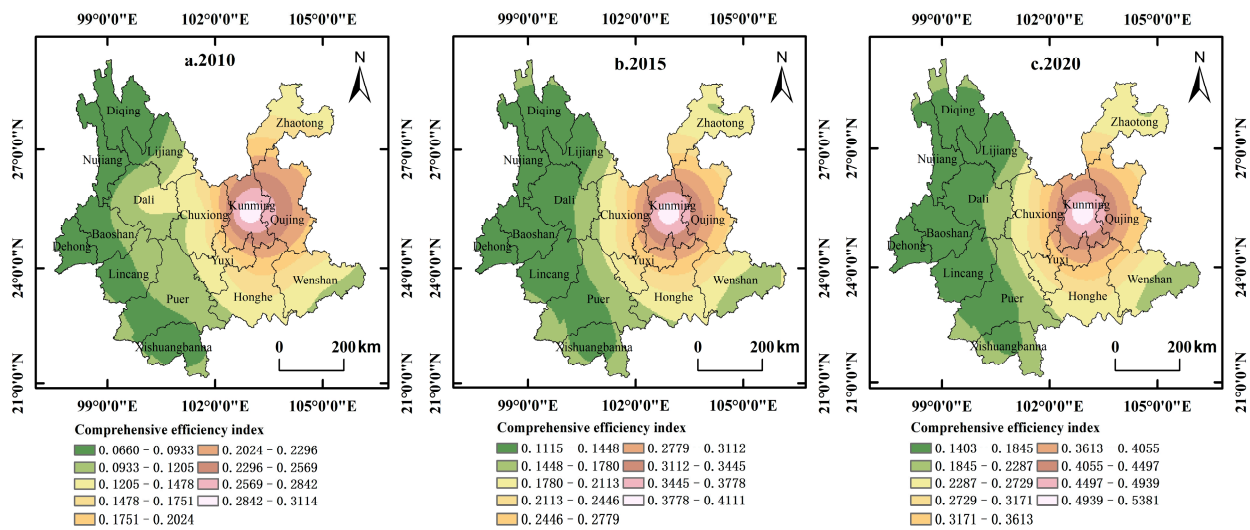 99°0'0"E 102°0'0"E 105°0'0"E
99°0'0"E 102°0'0"E 105°0'0"E
99°0'0"E 102°0'0"E 105°0'0"E
a.2010
N
Diqing
Zhaotong
Nujiang
Lijiang
Dali
Chuxiong
Kunming
Qujing
Baoshan
Dehong
Lincang
Yuxi
Puer
Honghe
Wenshan
Xishuangbanna
0 200 km
27°0'0"N
24°0'0"N
21°0'0"N
99°0'0"E 102°0'0"E 105°0'0"E
Comprehensive efficiency index
0.0660 - 0.0933 0.2024 - 0.2296
0.0933 - 0.1205 0.2296 - 0.2569
0.1205 - 0.1478 0.2569 - 0.2842
0.1478 - 0.1751 0.2842 - 0.3114
0.1751 - 0.2024
b.2015
N
Diqing
Zhaotong
Nujiang
Lijiang
Dali
Chuxiong
Kunming
Qujing
Baoshan
Dehong
Lincang
Yuxi
Puer
Honghe
Wenshan
Xishuangbanna
0 200 km
27°0'0"N 27°0'0"N
24°0'0"N 24°0'0"N
21°0'0"N 21°0'0"N
99°0'0"E 102°0'0"E 105°0'0"E
Comprehensive efficiency index
0.1115 0.1448 0.2779 0.3112
0.1448 - 0.1780 0.3112 - 0.3445
0.1780 - 0.2113 0.3445 - 0.3778
0.2113 - 0.2446 0.3778 - 0.4111
0.2446 - 0.2779
c.2020
N
Diqing
Zhaotong
Nujiang
Lijiang
Dali
Chuxiong
Kunming
Qujing
Baoshan
Dehong
Lincang
Yuxi
Puer
Honghe
Wenshan
Xishuangbanna
0 200 km
27°0'0"N 27°0'0"N
24°0'0"N 24°0'0"N
21°0'0"N 21°0'0"N
99°0'0"E 102°0'0"E 105°0'0"E
Comprehensive efficiency index
0.1403 0.1845 0.3613 0.4055
0.1845 - 0.2287 0.4055 - 0.4497
0.2287 - 0.2729 0.4497 - 0.4939
0.2729 - 0.3171 0.4939 - 0.5381
0.3171 - 0.3613